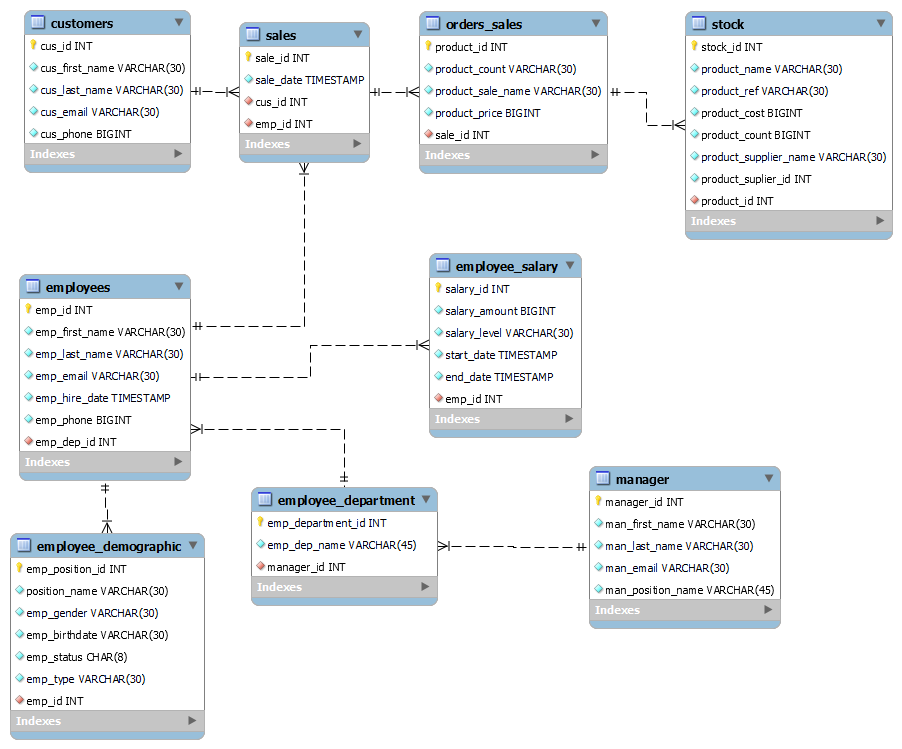 customers
cus_id INT
cus_first_name VARCHAR(30)
cus_last_name VARCHAR(30)
cus_email VARCHAR(30)
cus_phone BIGINT
Indexes
sales
sale_id INT
sale_date TIMESTAMP
cus_id INT
emp_id INT
Indexes
orders_sales
product_id INT
product_count VARCHAR(30)
product_sale_name VARCHAR(30)
product_price BIGINT
sale_id INT
Indexes
stock
stock_id INT
product_name VARCHAR(30)
product_ref VARCHAR(30)
product_cost BIGINT
product_count BIGINT
product_supplier_name VARCHAR(30)
product_suplier_id INT
product_id INT
Indexes
employees
emp_id INT
emp_first_name VARCHAR(30)
emp_last_name VARCHAR(30)
emp_email VARCHAR(30)
emp_hire_date TIMESTAMP
emp_phone BIGINT
emp_dep_id INT
Indexes
employee_salary
salary_id INT
salary_amount BIGINT
salary_level VARCHAR(30)
start_date TIMESTAMP
end_date TIMESTAMP
emp_id INT
Indexes
employee_demographic
emp_position_id INT
position_name VARCHAR(30)
emp_gender VARCHAR(30)
emp_birthdate VARCHAR(30)
emp_status CHAR(8)
emp_type VARCHAR(30)
emp_id INT
Indexes
employee_department
emp_department_id INT
emp_dep_name VARCHAR(45)
manager_id INT
Indexes
manager
manager_id INT
man_first_name VARCHAR(30)
man_last_name VARCHAR(30)
man_email VARCHAR(30)
man_position_name VARCHAR(45)
Indexes